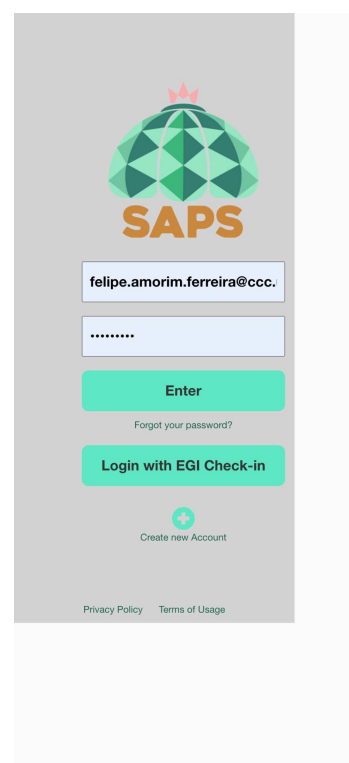 SAPS
felipe.amorim.ferreira@ccc.
•••••••••
Enter
Forgot your password?
Login with EGI Check-in
Create new Account
Privacy Policy Terms of Usage